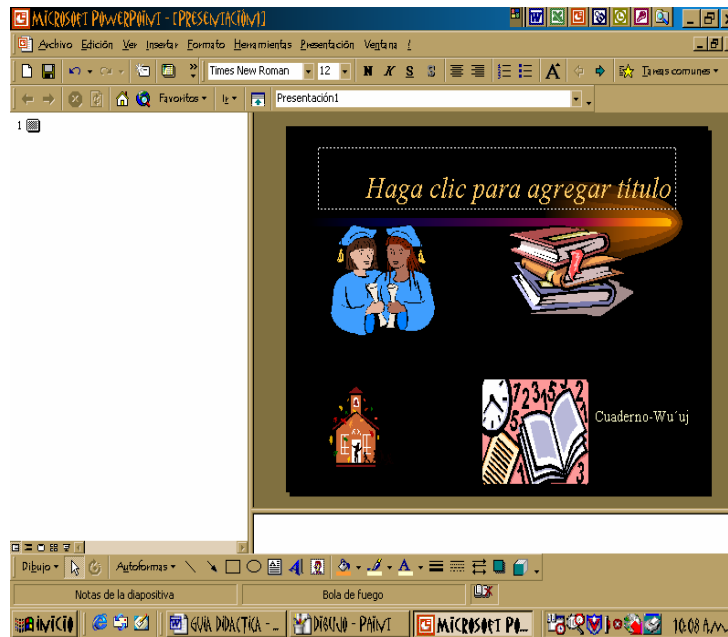 Microsoft PowerPoint - [Presentación1]
Archivo Edición Ver Insertar Formato Herramientas Presentación Ventana ?
Times New Roman 12 N K S S Tareas comunes
Favoritos Ir Presentación1
1
Haga clic para agregar título
Cuaderno-Wu´uj
Dibujo Autoformas
Notas de la diapositiva Bola de fuego
Inicio GUÍA DIDÁCTICA - ... Dibujo - Paint Microsoft Po... 10:08 a.m.